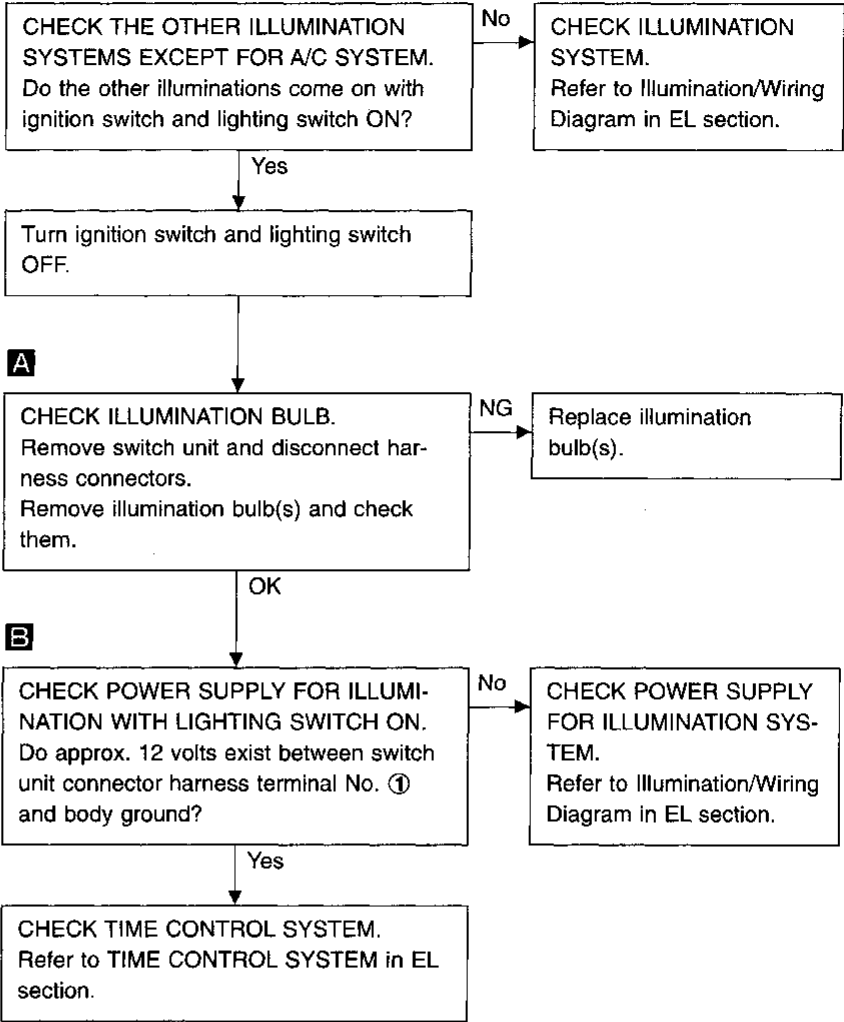 CHECK THE OTHER ILLUMINATION
SYSTEMS EXCEPT FOR A/C SYSTEM.
Do the other illuminations come on with
ignition switch and lighting switch ON?
No
CHECK ILLUMINATION
SYSTEM.
Refer to Illumination/Wiring
Diagram in EL section.
Yes
Turn ignition switch and lighting switch
OFF.
A
CHECK ILLUMINATION BULB.
Remove switch unit and disconnect har-
ness connectors.
Remove illumination bulb(s) and check
them.
NG
Replace illumination
bulb(s).
OK
B
CHECK POWER SUPPLY FOR ILLUMI-
NATION WITH LIGHTING SWITCH ON.
Do approx. 12 volts exist between switch
unit connector harness terminal No. ①
and body ground?
No
CHECK POWER SUPPLY
FOR ILLUMINATION SYS-
TEM.
Refer to Illumination/Wiring
Diagram in EL section.
Yes
CHECK TIME CONTROL SYSTEM.
Refer to TIME CONTROL SYSTEM in EL
section.